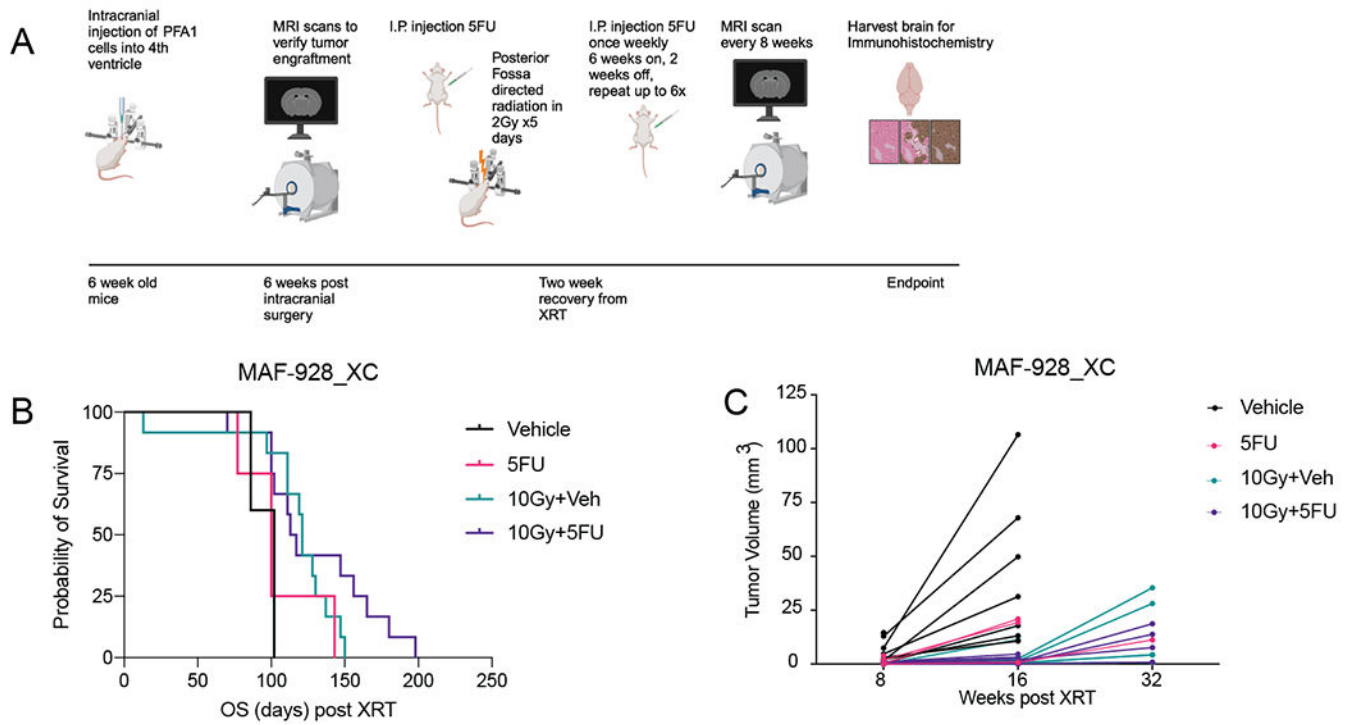 A
Intracranial
injection of PFA1
cells into 4th
ventricle
MRI scans to
verify tumor
engraftment
I.P. injection 5FU
Posterior
Fossa
directed
radiation in
2Gy x5
days
I.P. injection 5FU
once weekly
6 weeks on, 2
weeks off,
repeat up to 6x
MRI scan
every 8 weeks
Harvest brain for
Immunohistochemistry
6 week old
mice
6 weeks post
intracranial
surgery
Two week
recovery from
XRT
Endpoint
B
MAF-928_XC
Probability of Survival
100
75
50
25
0
0 50 100 150 200 250
OS (days) post XRT
Vehicle
5FU
10Gy+Veh
10Gy+5FU
C
MAF-928_XC
Tumor Volume (mm³)
125
100
75
50
25
0
8 16 32
Weeks post XRT
Vehicle
5FU
10Gy+Veh
10Gy+5FU